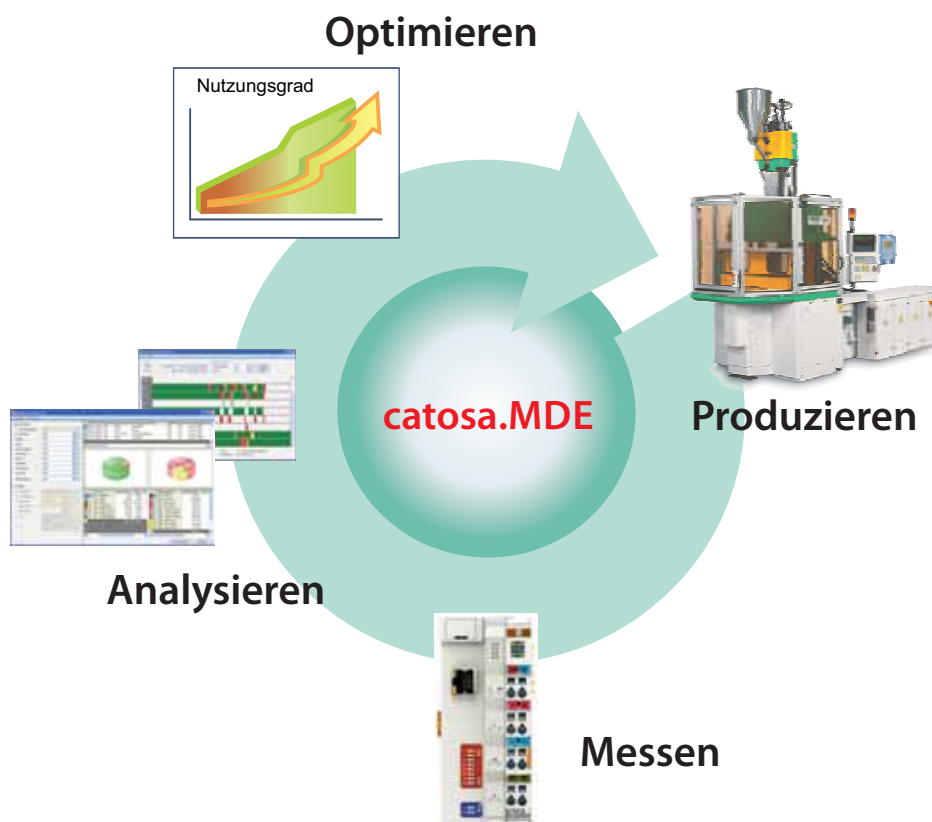 Optimieren
Nutzungsgrad
catosa.MDE
Produzieren
Analysieren
Messen